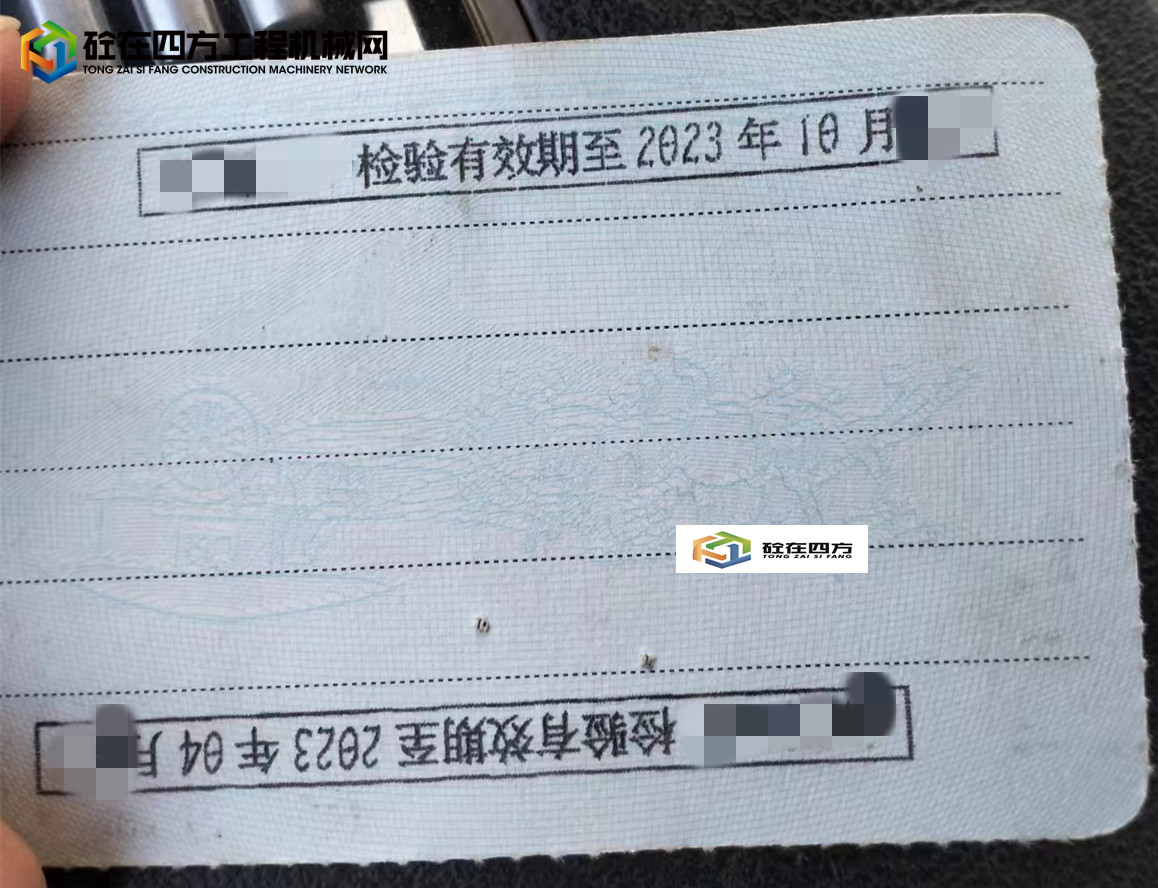 砼在四方工程机械网
TONG ZAI SI FANG CONSTRUCTION MACHINERY NETWORK
检验有效期至2023年10月
砼在四方
TONG ZAI SI FANG
检验有效期至2023年04月